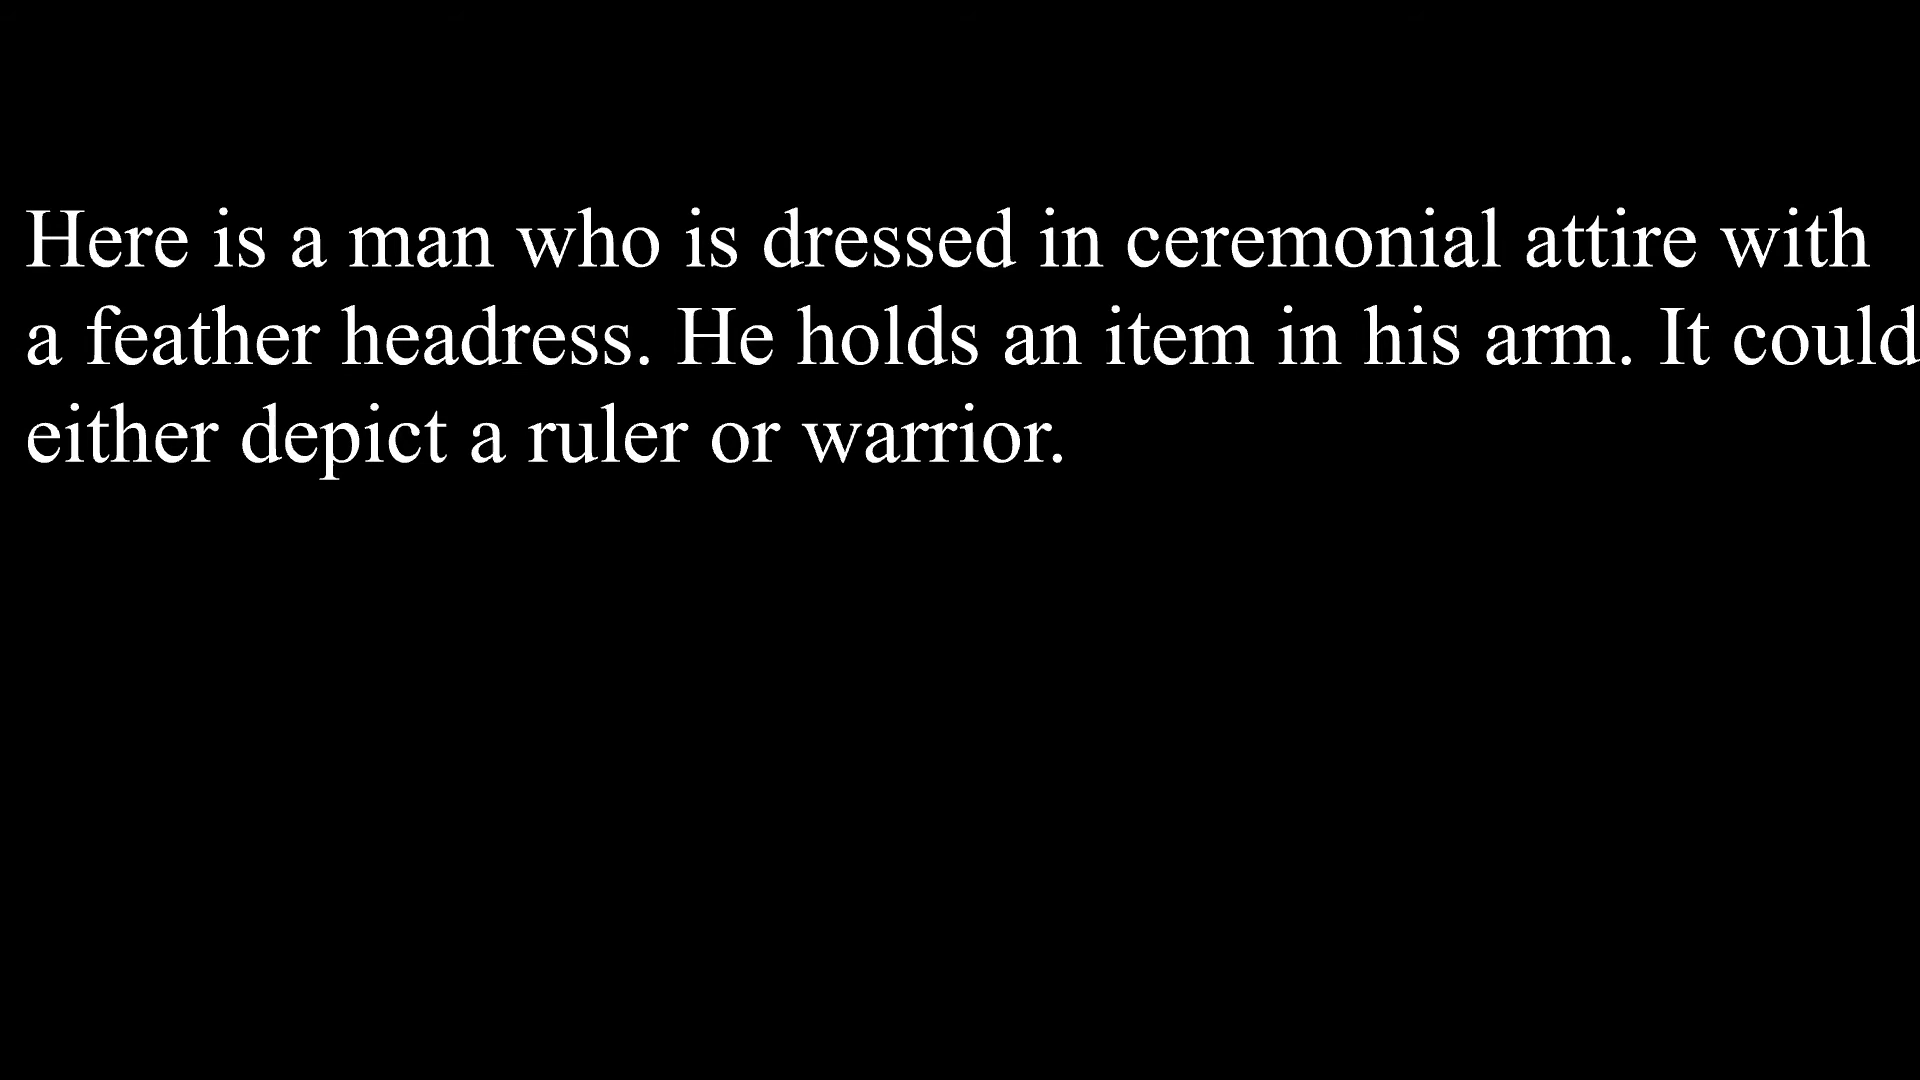 Here is a man who is dressed in ceremonial attire with
a feather headress. He holds an item in his arm. It could
either depict a ruler or warrior.